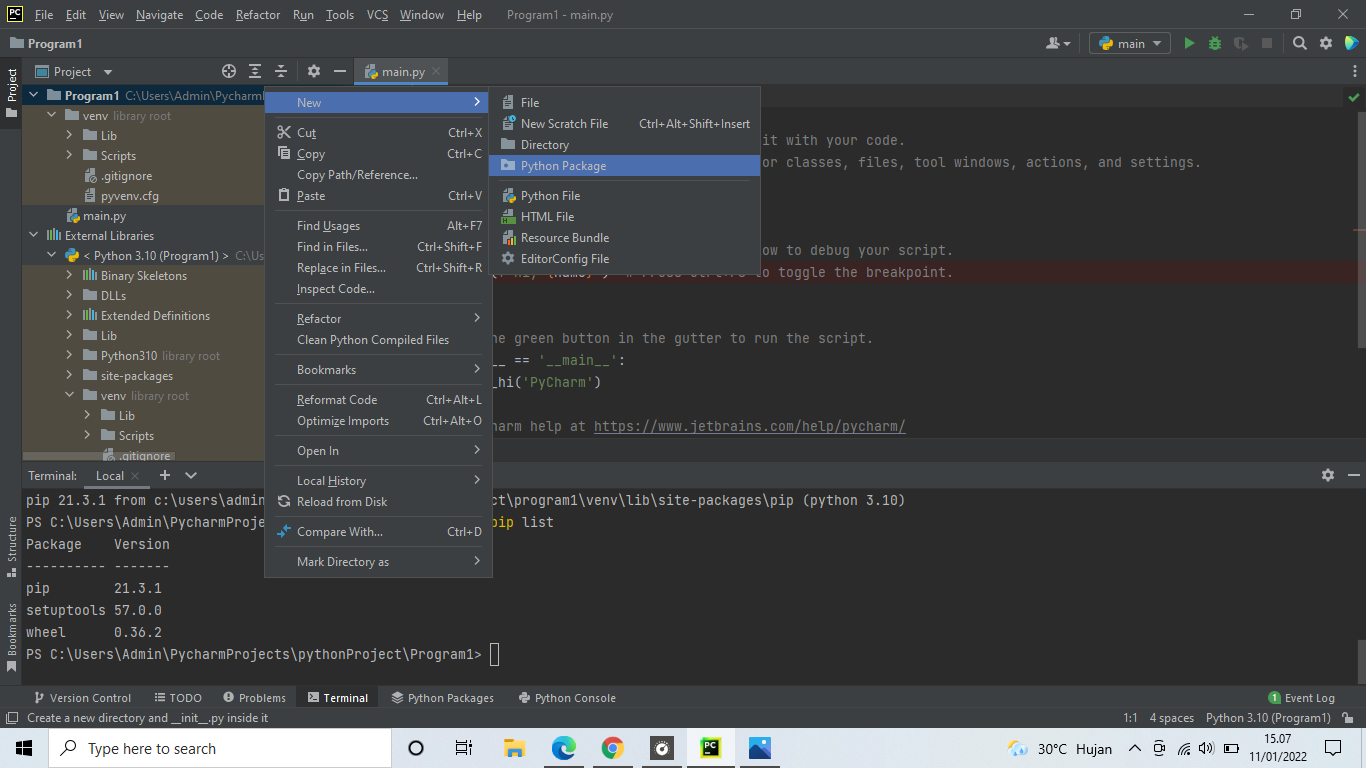 PC File Edit View Navigate Code Refactor Run Tools VCS Window Help Program1 - main.py
Program1 main
Project main.py
Project
Program1 C:\Users\Admin\Pycharm
venv library root
Lib
Scripts
.gitignore
pyvenv.cfg
main.py
External Libraries
< Python 3.10 (Program1) > C:\Us
Binary Skeletons
DLLs
Extended Definitions
Lib
Python310 library root
site-packages
venv library root
Lib
Scripts
.gitignore
New
Cut Ctrl+X
Copy Ctrl+C
Copy Path/Reference...
Paste Ctrl+V
Find Usages Alt+F7
Find in Files... Ctrl+Shift+F
Replace in Files... Ctrl+Shift+R
Inspect Code...
Refactor
Clean Python Compiled Files
Bookmarks
Reformat Code Ctrl+Alt+L
Optimize Imports Ctrl+Alt+O
Open In
Local History
Reload from Disk
Compare With... Ctrl+D
Mark Directory as
File
New Scratch File Ctrl+Alt+Shift+Insert
Directory
Python Package
Python File
HTML File
Resource Bundle
EditorConfig File
it with your code.
or classes, files, tool windows, actions, and settings.
ow to debug your script.
to toggle the breakpoint.
he green button in the gutter to run the script.
__ == '__main__':
_hi('PyCharm')
harm help at https://www.jetbrains.com/help/pycharm/
Structure
Bookmarks
Terminal: Local
pip 21.3.1 from c:\users\admin ct\program1\venv\lib\site-packages\pip (python 3.10)
PS C:\Users\Admin\PycharmProjec pip list
Package Version
---------- -------
pip 21.3.1
setuptools 57.0.0
wheel 0.36.2
PS C:\Users\Admin\PycharmProjects\pythonProject\Program1>
Version Control TODO Problems Terminal Python Packages Python Console 1 Event Log
Create a new directory and __init__.py inside it 1:1 4 spaces Python 3.10 (Program1)
Type here to search PC 30°C Hujan 15.07
11/01/2022